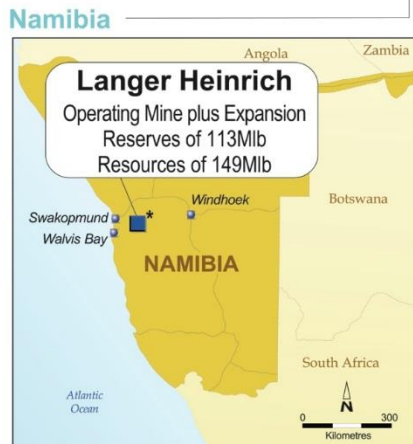 Namibia
Angola
Zambia
Langer Heinrich
Operating Mine plus Expansion
Reserves of 113Mlb
Resources of 149Mlb
Botswana
Windhoek
Swakopmund
*
Walvis Bay
NAMIBIA
South Africa
Atlantic
Ocean
N
0 300
Kilometres